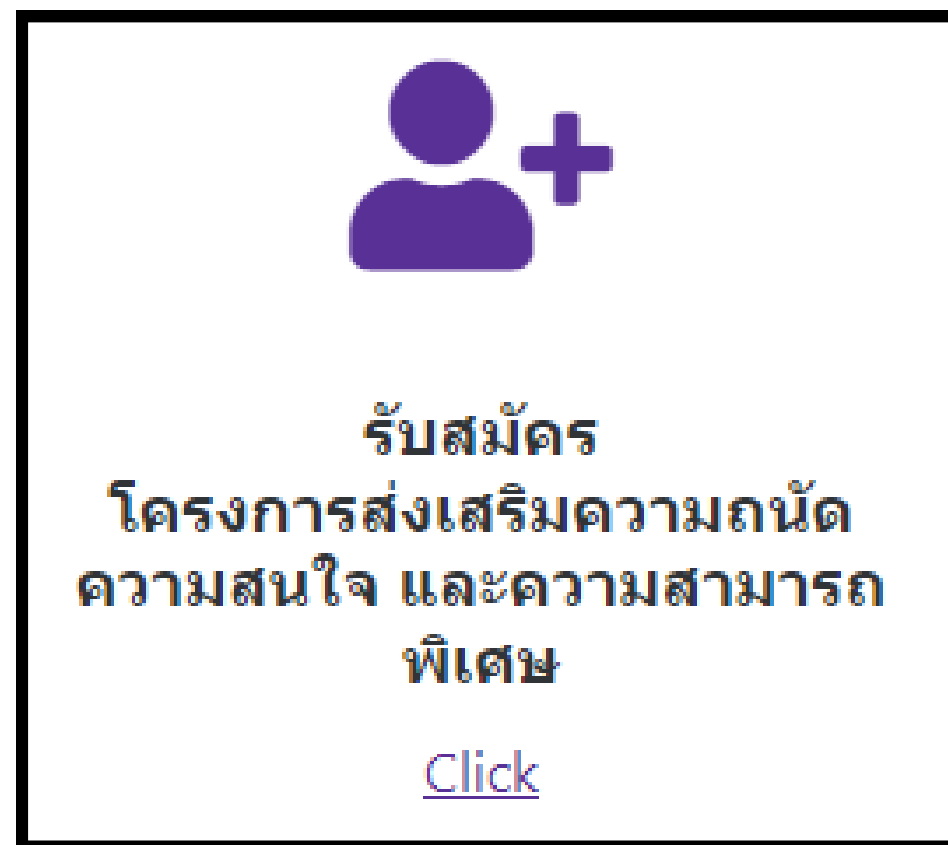 รับสมัคร
โครงการส่งเสริมความถนัด
ความสนใจ และความสามารถ
พิเศษ
Click